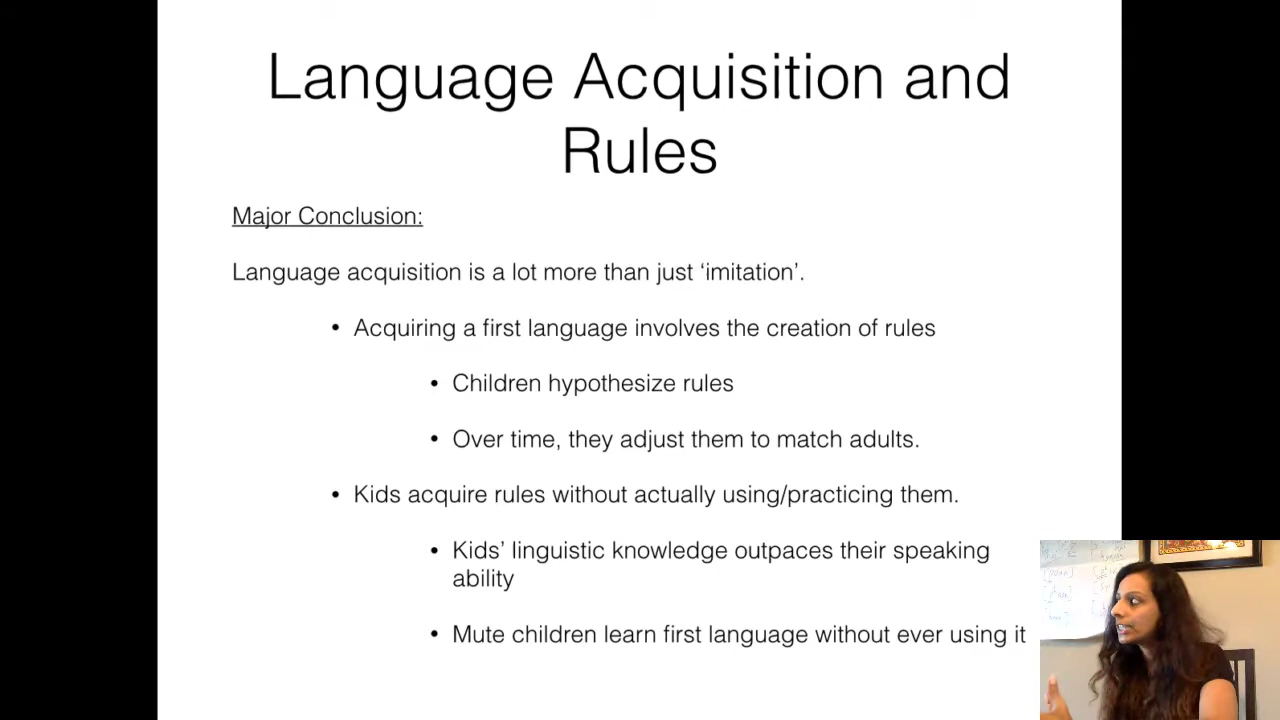 Language Acquisition and
Rules
Major Conclusion:
Language acquisition is a lot more than just ‘imitation’.
• Acquiring a first language involves the creation of rules
• Children hypothesize rules
• Over time, they adjust them to match adults.
• Kids acquire rules without actually using/practicing them.
• Kids’ linguistic knowledge outpaces their speaking
ability
• Mute children learn first language without ever using it